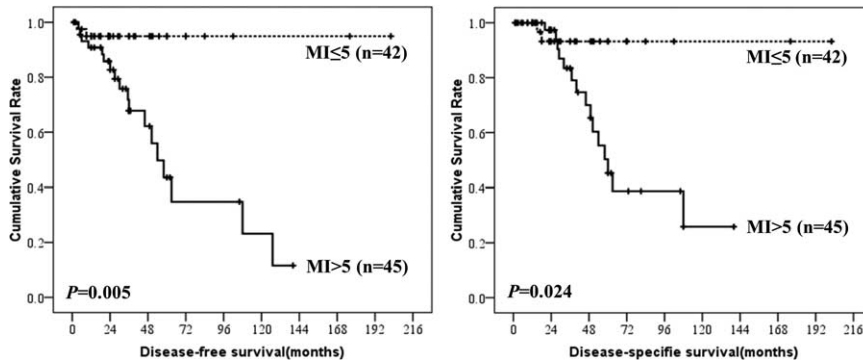 Cumulative Survival Rate
1.0
0.8
0.6
0.4
0.2
0.0
MI≤5 (n=42)
MI>5 (n=45)
P=0.005
0 24 48 72 96 120 144 168 192 216
Disease-free survival(months)
Cumulative Survival Rate
1.0
0.8
0.6
0.4
0.2
0.0
MI≤5 (n=42)
MI>5 (n=45)
P=0.024
0 24 48 72 96 120 144 168 192 216
Disease-specifie survival(months)